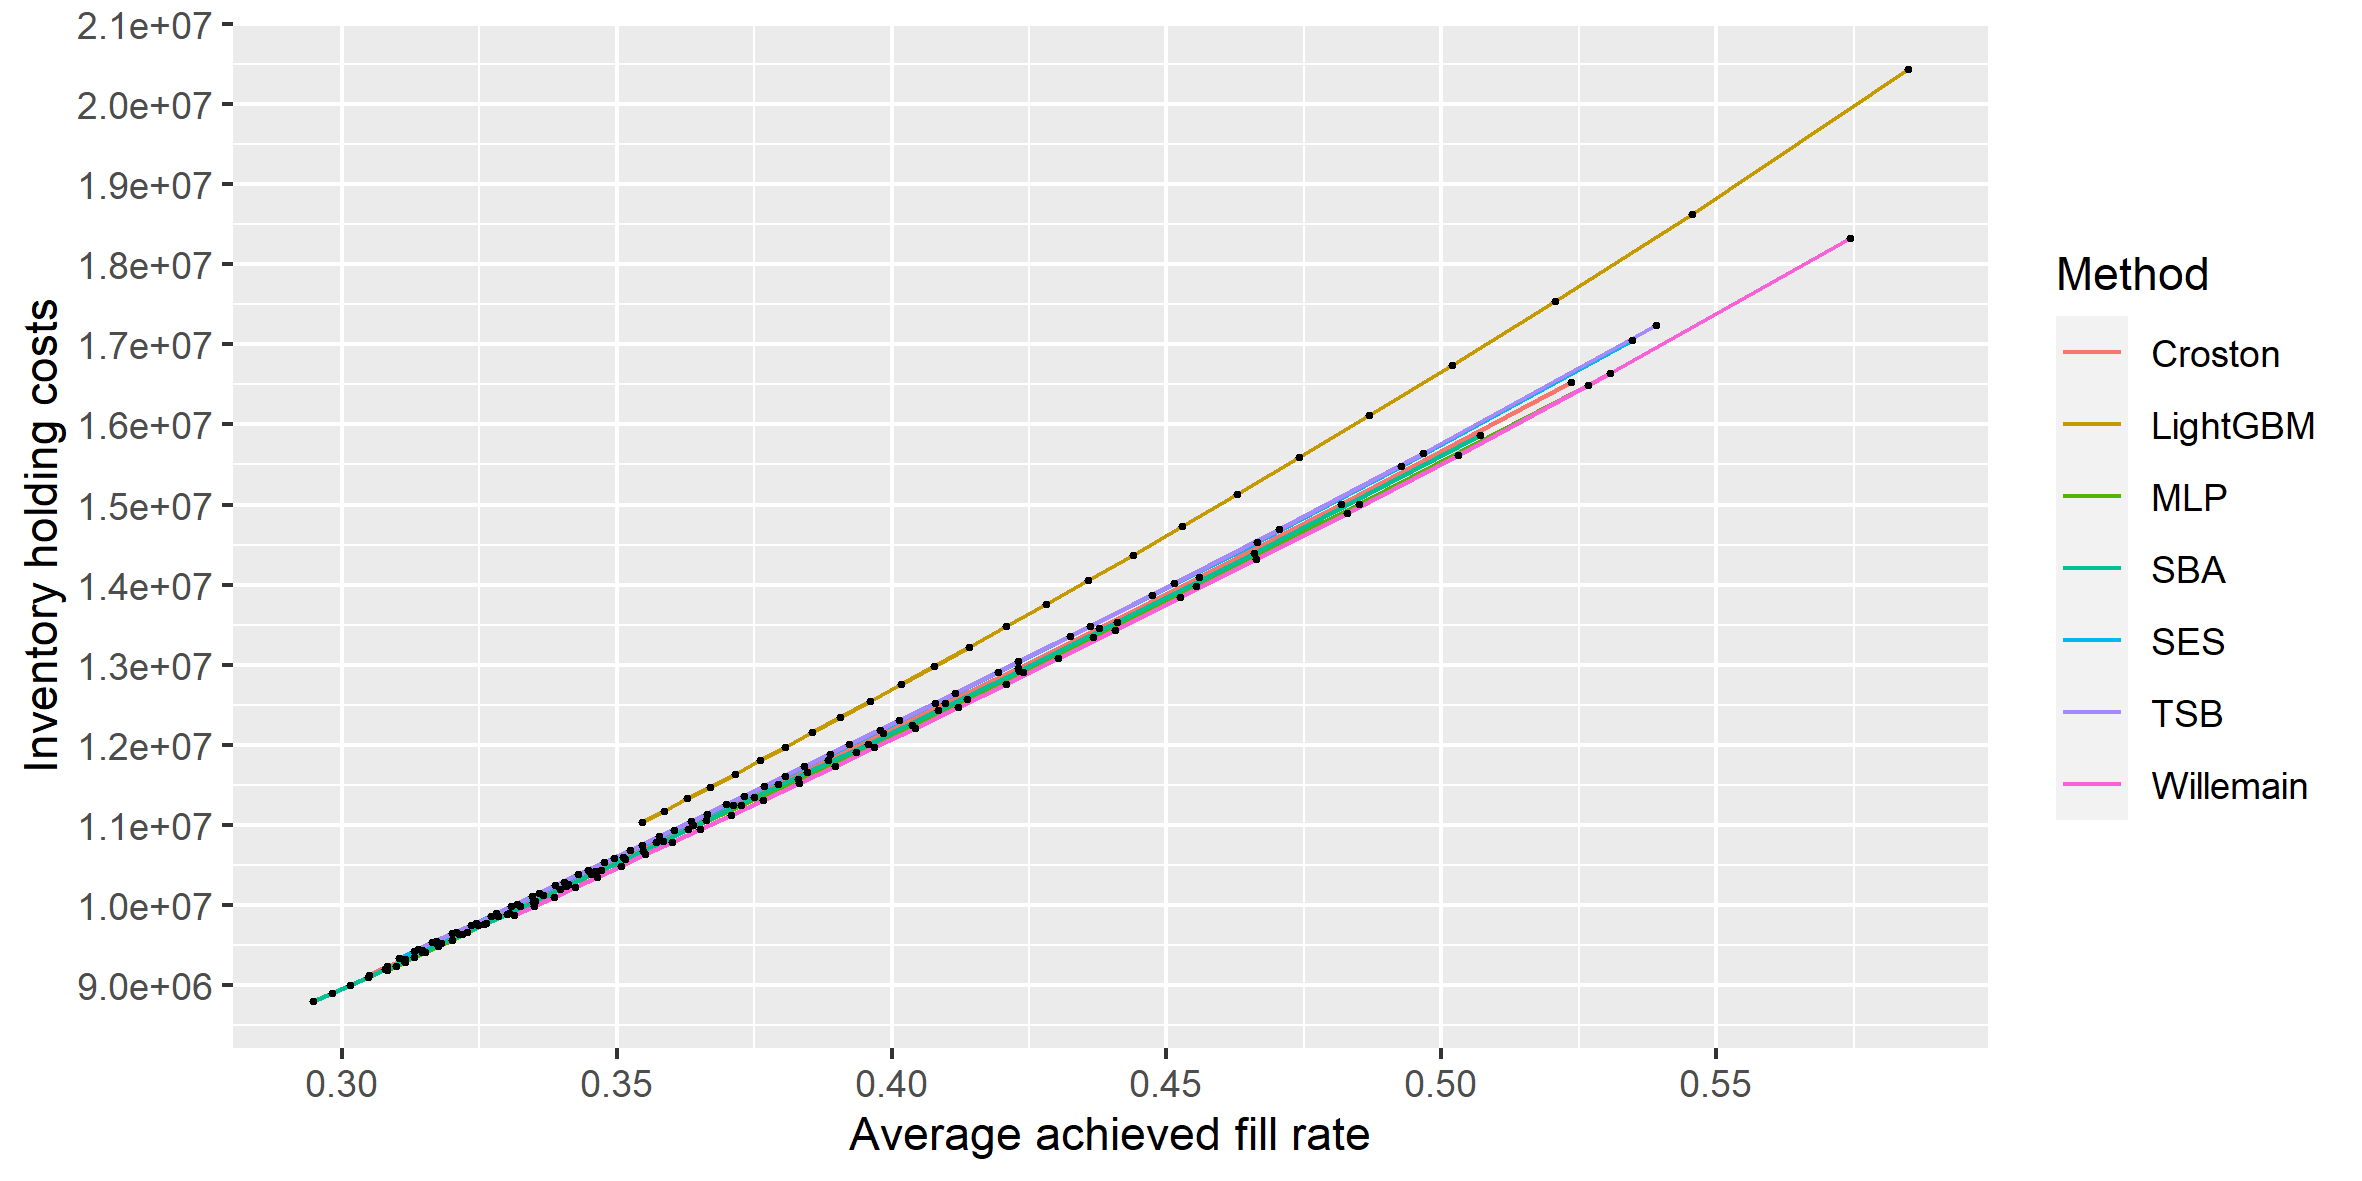 2.1e+07
2.0e+07
1.9e+07
1.8e+07
1.7e+07
1.6e+07
1.5e+07
1.4e+07
1.3e+07
1.2e+07
1.1e+07
1.0e+07
9.0e+06
Inventory holding costs
0.30 0.35 0.40 0.45 0.50 0.55
Average achieved fill rate
Method
Croston
LightGBM
MLP
SBA
SES
TSB
Willemain